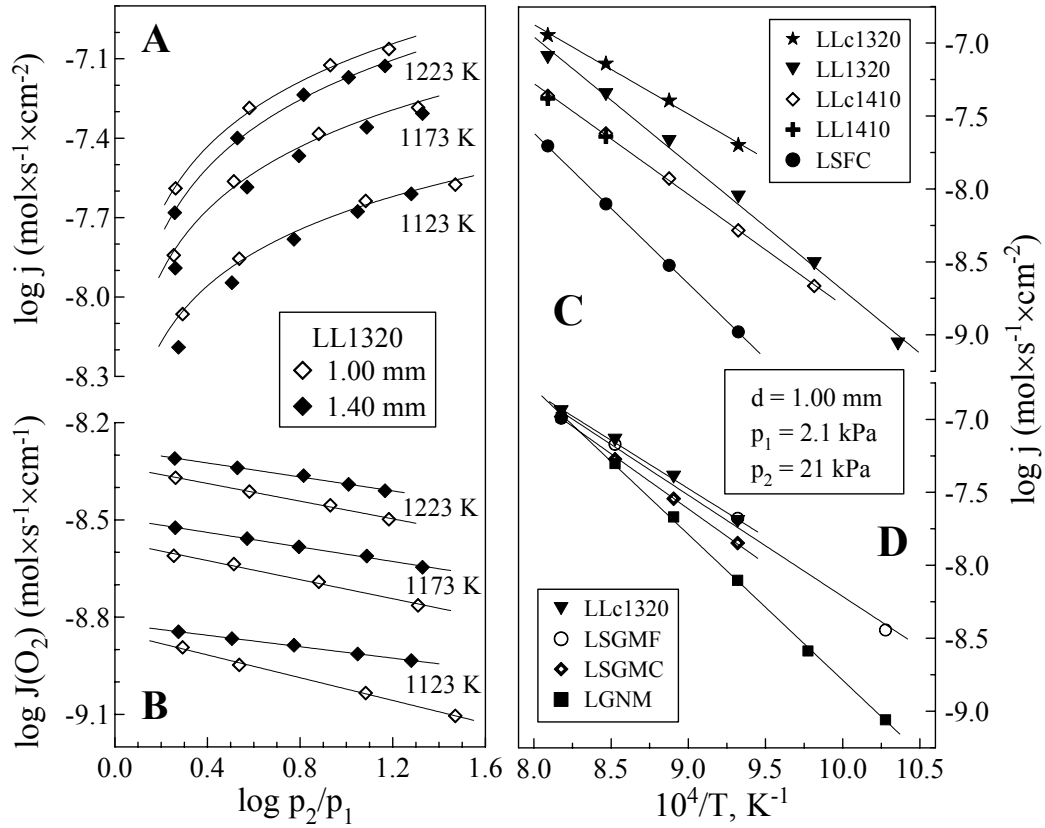 A
-7.1
-7.4
-7.7
-8.0
-8.3
log j (mol×s⁻¹×cm⁻²)
1223 K
1173 K
1123 K
LL1320
1.00 mm
1.40 mm
B
-8.2
-8.5
-8.8
-9.1
log J(O₂) (mol×s⁻¹×cm⁻¹)
1223 K
1173 K
1123 K
0.0 0.4 0.8 1.2 1.6
log p₂/p₁
C
LLc1320
LL1320
LLc1410
LL1410
LSFC
-7.0
-7.5
-8.0
-8.5
-9.0
log j (mol×s⁻¹×cm⁻²)
d = 1.00 mm
p₁ = 2.1 kPa
p₂ = 21 kPa
D
LLc1320
LSGMF
LSGMC
LGNM
-7.0
-7.5
-8.0
-8.5
-9.0
8.0 8.5 9.0 9.5 10.0 10.5
10⁴/T, K⁻¹